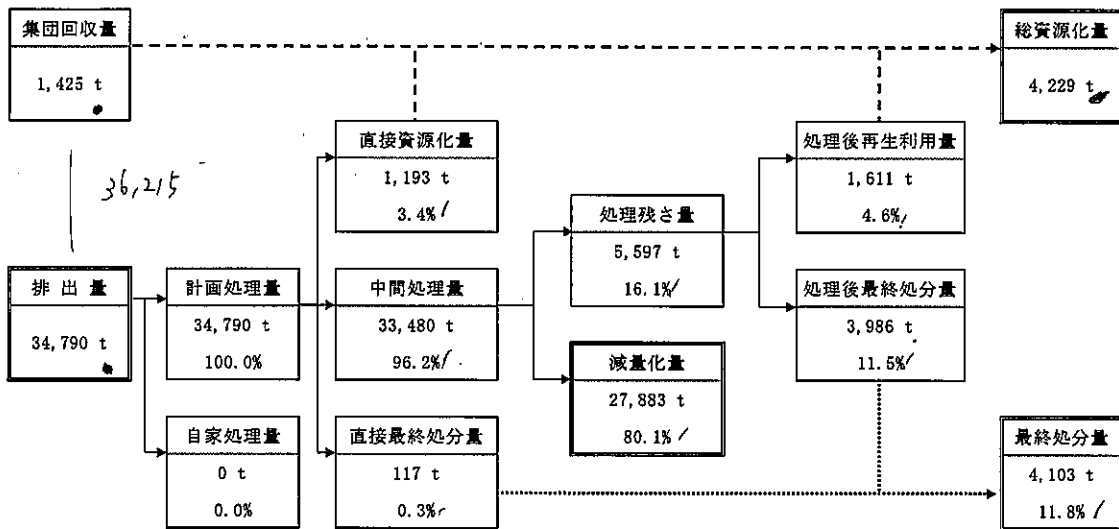 集団回収量
1,425 t
総資源化量
4,229 t
直接資源化量
1,193 t
3.4%
処理後再生利用量
1,611 t
4.6%
36,215
処理残さ量
5,597 t
16.1%
排出量
34,790 t
計画処理量
34,790 t
100.0%
中間処理量
33,480 t
96.2%
処理後最終処分量
3,986 t
11.5%
減量化量
27,883 t
80.1%
自家処理量
0 t
0.0%
直接最終処分量
117 t
0.3%
最終処分量
4,103 t
11.8%